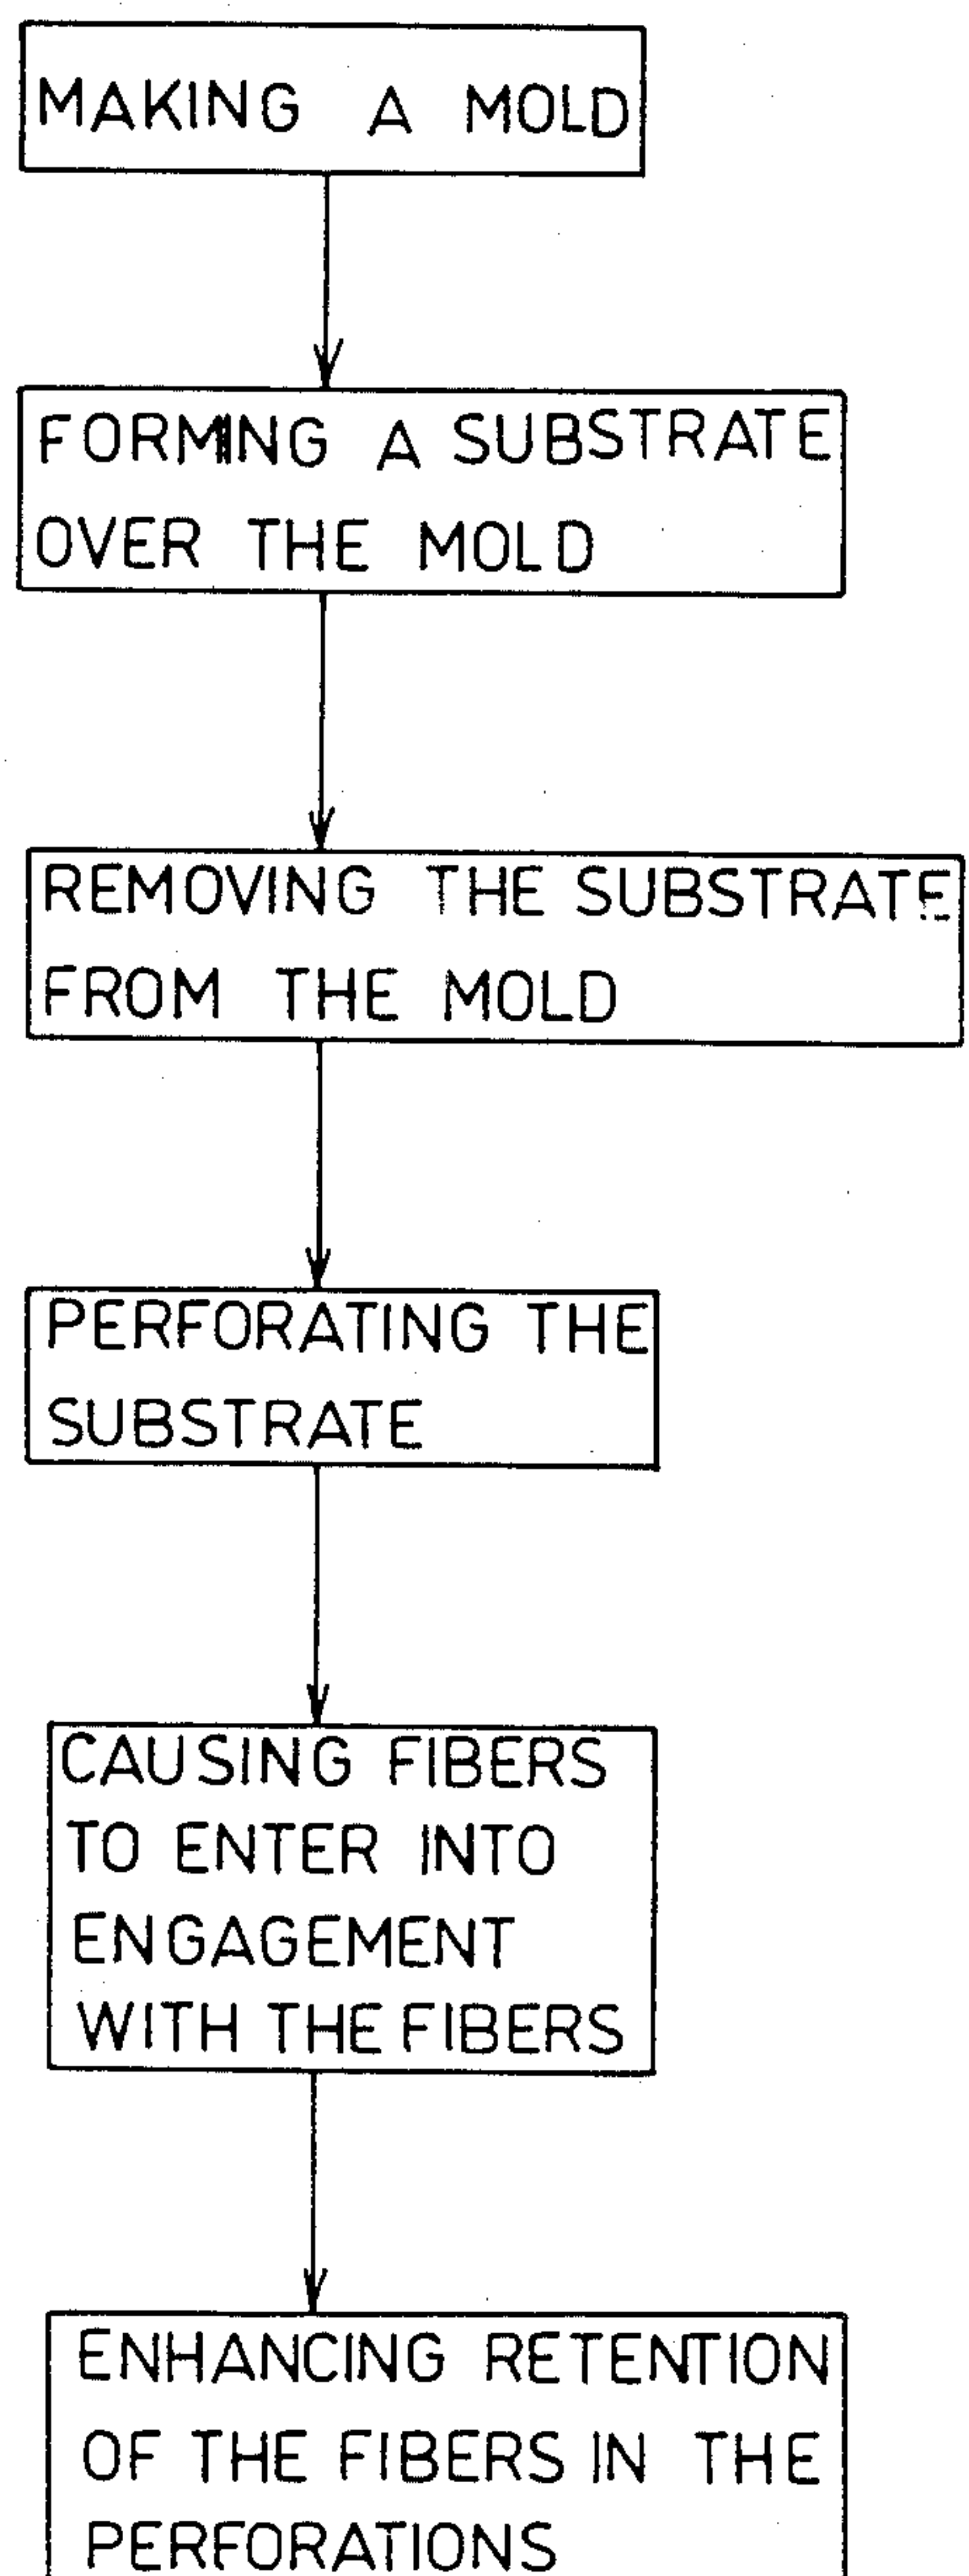 MAKING A MOLD
FORMING A SUBSTRATE
OVER THE MOLD
REMOVING THE SUBSTRATE
FROM THE MOLD
PERFORATING THE
SUBSTRATE
CAUSING FIBERS
TO ENTER INTO
ENGAGEMENT
WITH THE FIBERS
ENHANCING RETENTION
OF THE FIBERS IN THE
PERFORATIONS